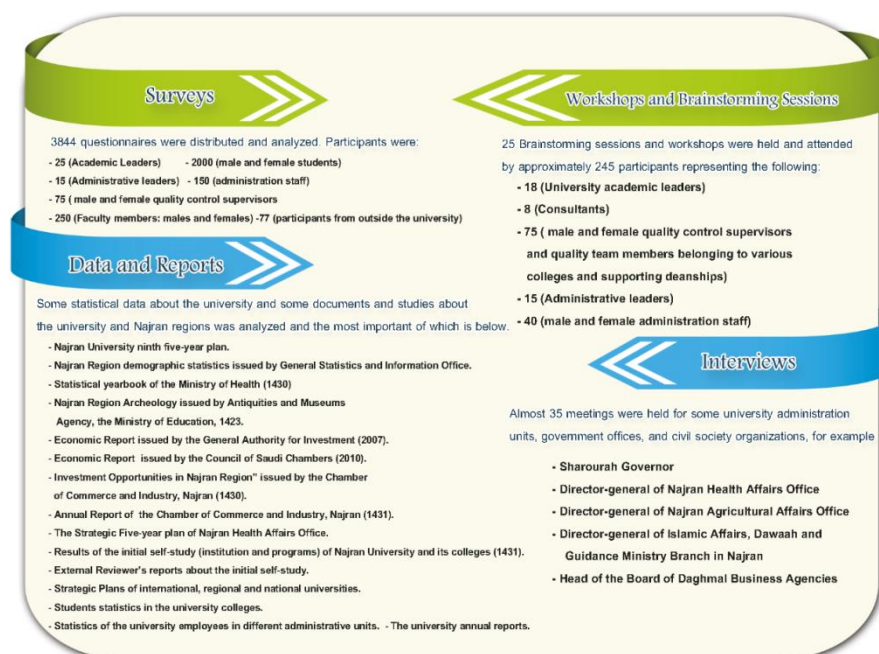 Surveys
3844 questionnaires were distributed and analyzed. Participants were:
- 25 (Academic Leaders) - 2000 (male and female students)
- 15 (Administrative leaders) - 150 (administration staff)
- 75 ( male and female quality control supervisors
- 250 (Faculty members: males and females) -77 (participants from outside the university)
Data and Reports
Some statistical data about the university and some documents and studies about
the university and Najran regions was analyzed and the most important of which is below.
- Najran University ninth five-year plan.
- Najran Region demographic statistics issued by General Statistics and Information Office.
- Statistical yearbook of the Ministry of Health (1430)
- Najran Region Archeology issued by Antiquities and Museums
Agency, the Ministry of Education, 1423.
- Economic Report issued by the General Authority for Investment (2007).
- Economic Report issued by the Council of Saudi Chambers (2010).
- Investment Opportunities in Najran Region" issued by the Chamber
of Commerce and Industry, Najran (1430).
- Annual Report of the Chamber of Commerce and Industry, Najran (1431).
- The Strategic Five-year plan of Najran Health Affairs Office.
- Results of the initial self-study (institution and programs) of Najran University and its colleges (1431).
- External Reviewer's reports about the initial self-study.
- Strategic Plans of international, regional and national universities.
- Students statistics in the university colleges.
- Statistics of the university employees in different administrative units. - The university annual reports.
Workshops and Brainstorming Sessions
25 Brainstorming sessions and workshops were held and attended
by approximately 245 participants representing the following:
- 18 (University academic leaders)
- 8 (Consultants)
- 75 ( male and female quality control supervisors
and quality team members belonging to various
colleges and supporting deanships)
- 15 (Administrative leaders)
- 40 (male and female administration staff)
Interviews
Almost 35 meetings were held for some university administration
units, government offices, and civil society organizations, for example
- Sharourah Governor
- Director-general of Najran Health Affairs Office
- Director-general of Najran Agricultural Affairs Office
- Director-general of Islamic Affairs, Dawaah and
Guidance Ministry Branch in Najran
- Head of the Board of Daghmal Business Agencies